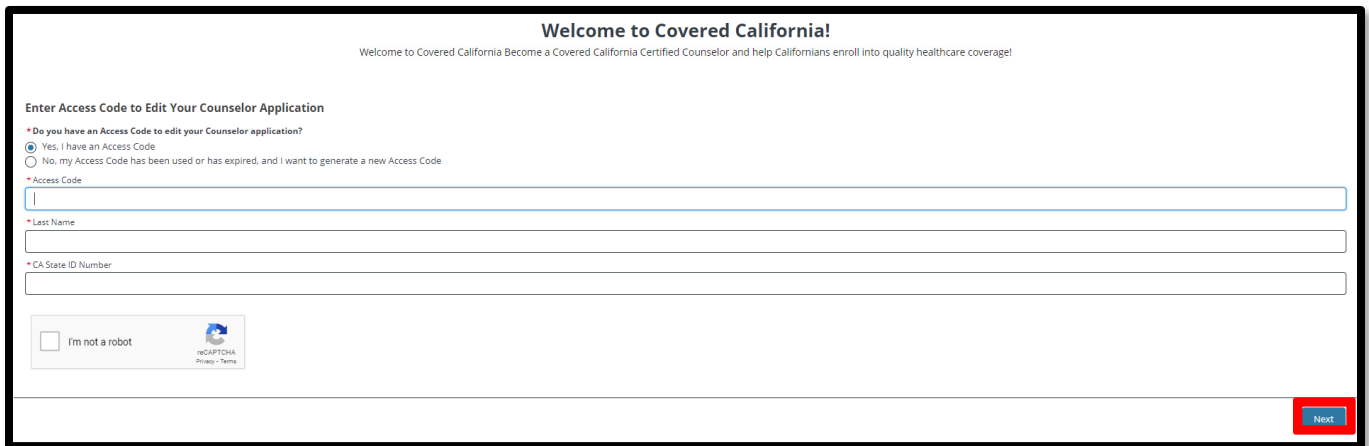 Welcome to Covered California!
Welcome to Covered California Become a Covered California Certified Counselor and help Californians enroll into quality healthcare coverage!
Enter Access Code to Edit Your Counselor Application
* Do you have an Access Code to edit your Counselor application?
Yes, I have an Access Code
No, my Access Code has been used or has expired, and I want to generate a new Access Code
* Access Code
* Last Name
* CA State ID Number
I'm not a robot
reCAPTCHA
Privacy - Terms
Next